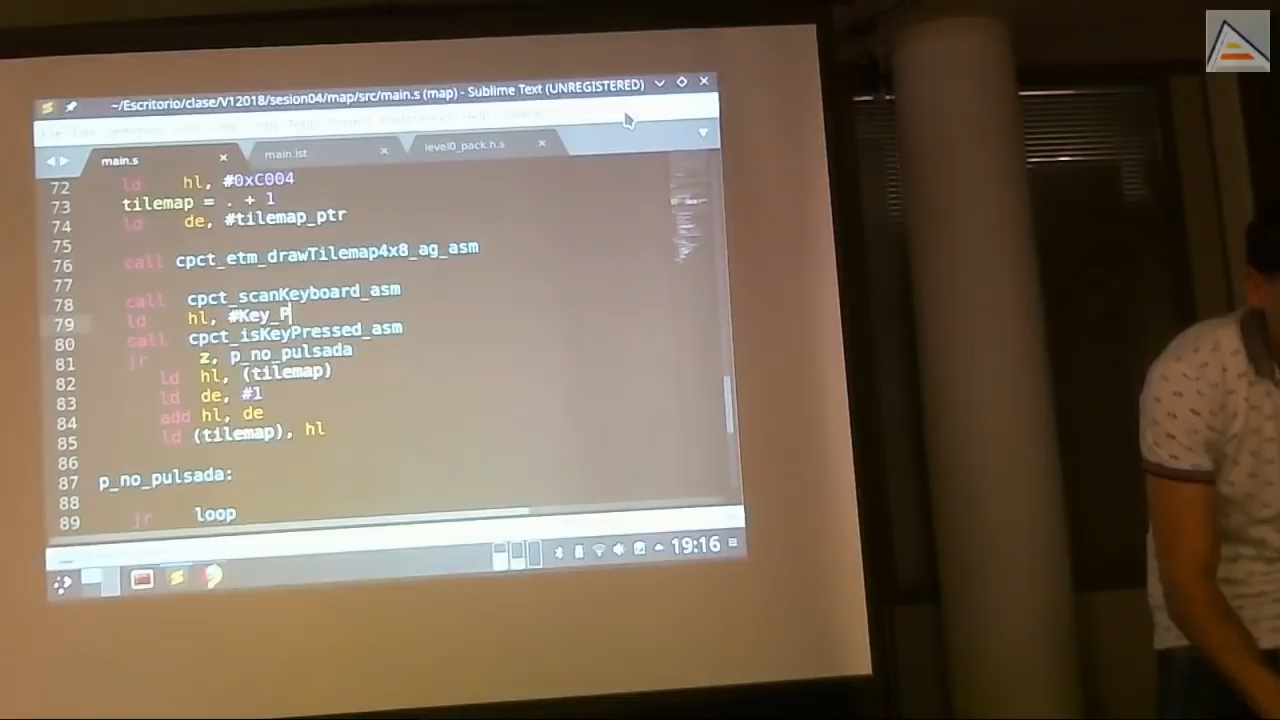 ~/Escritorio/clase/V12018/sesion04/map/src/main.s (map) - Sublime Text (UNREGISTERED)
main.s
main.lst
level0_pack.h.s
72 ld hl, #0xC004
73 tilemap = . + 1
74 ld de, #tilemap_ptr
75
76 call cpct_etm_drawTilemap4x8_ag_asm
77
78 call cpct_scanKeyboard_asm
79 ld hl, #Key_P
80 call cpct_isKeyPressed_asm
81 jr z, p_no_pulsada
82 ld hl, (tilemap)
83 ld de, #1
84 add hl, de
85 ld (tilemap), hl
86
87 p_no_pulsada:
88
89 jr loop
19:16